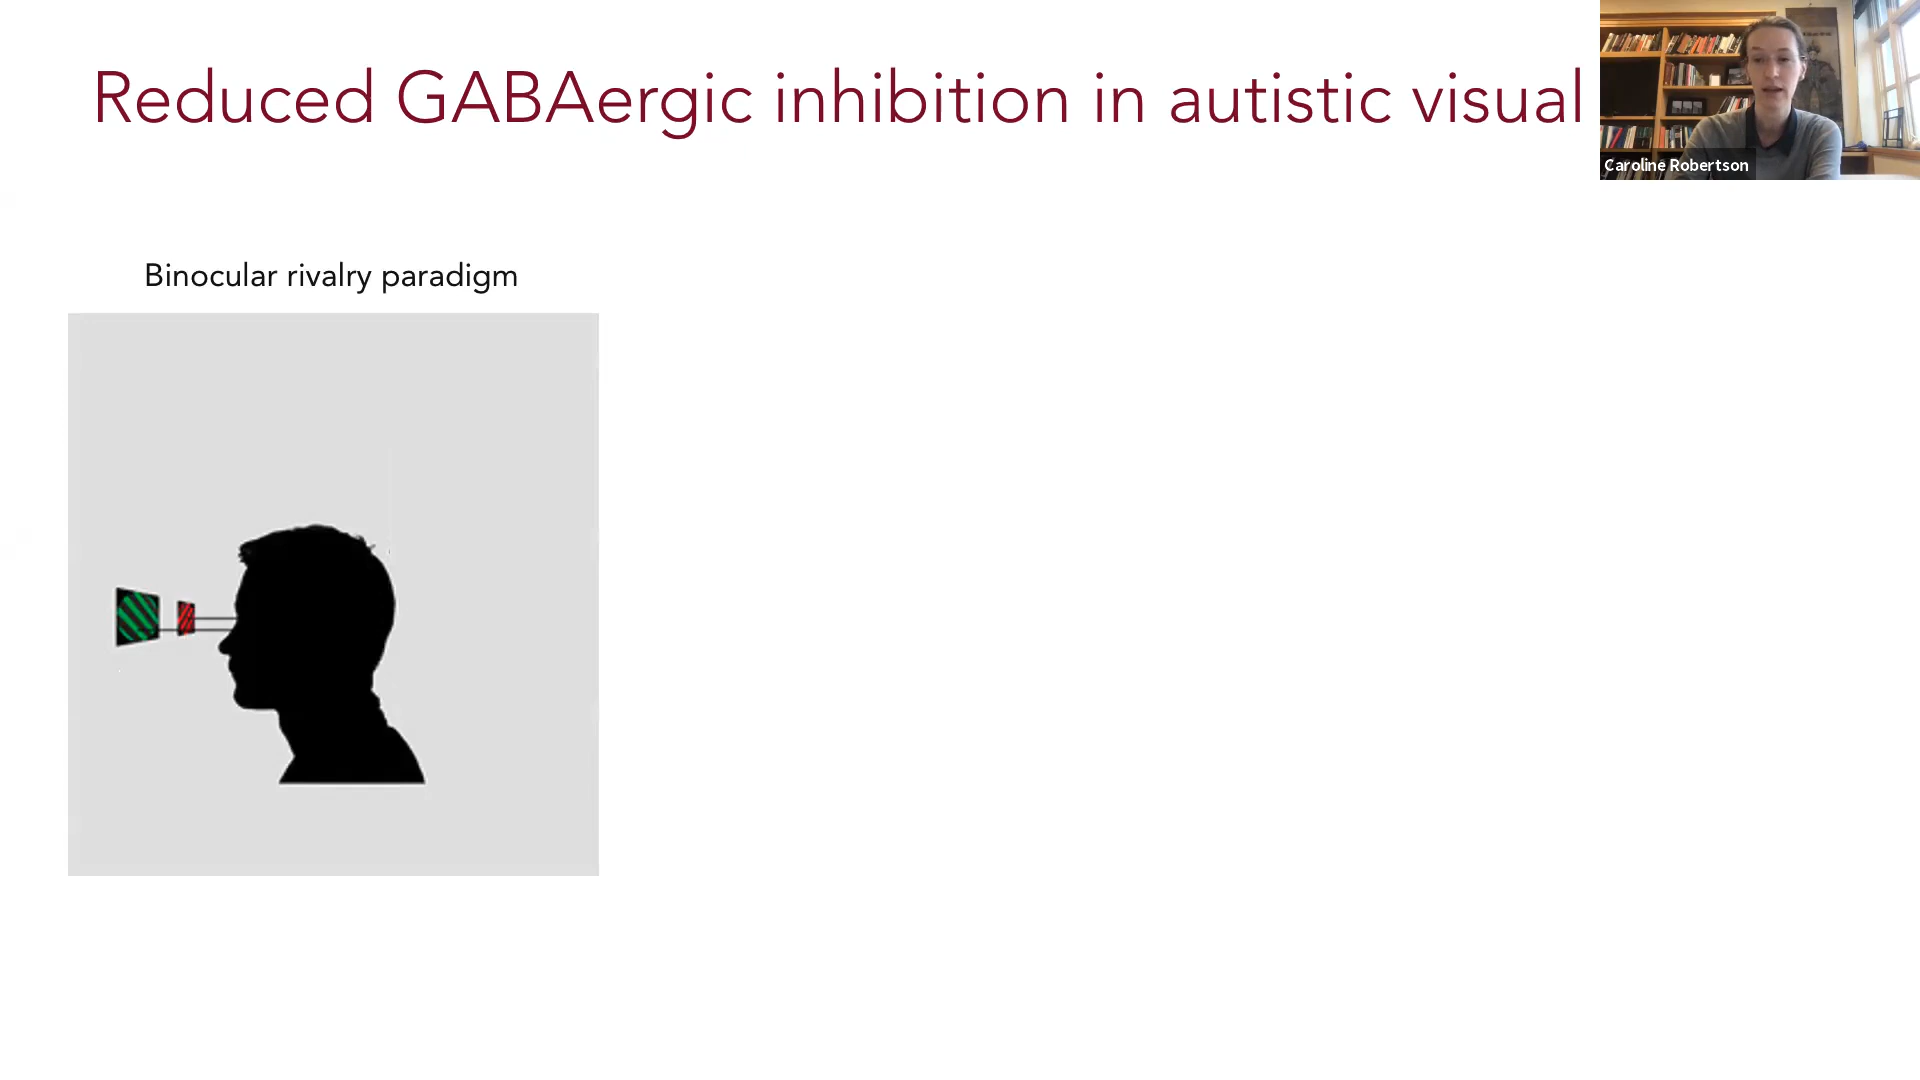 Reduced GABAergic inhibition in autistic visual
Caroline Robertson
Binocular rivalry paradigm